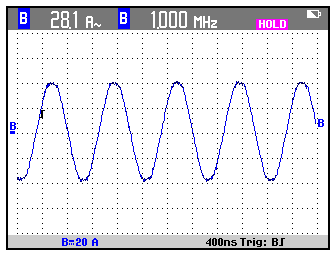 B 28.1 A~ B 1.000 MHz HOLD
B B
B=20 A 400ns Trig: B∫